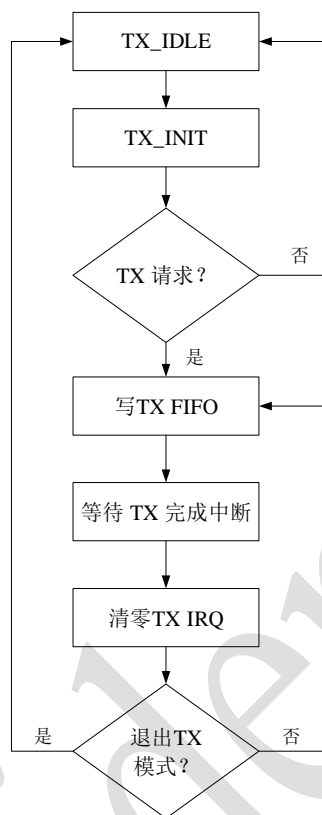 TX_IDLE
TX_INIT
TX 请求？
否
是
写TX FIFO
等待 TX 完成中断
清零TX IRQ
是
退出TX
模式？
否